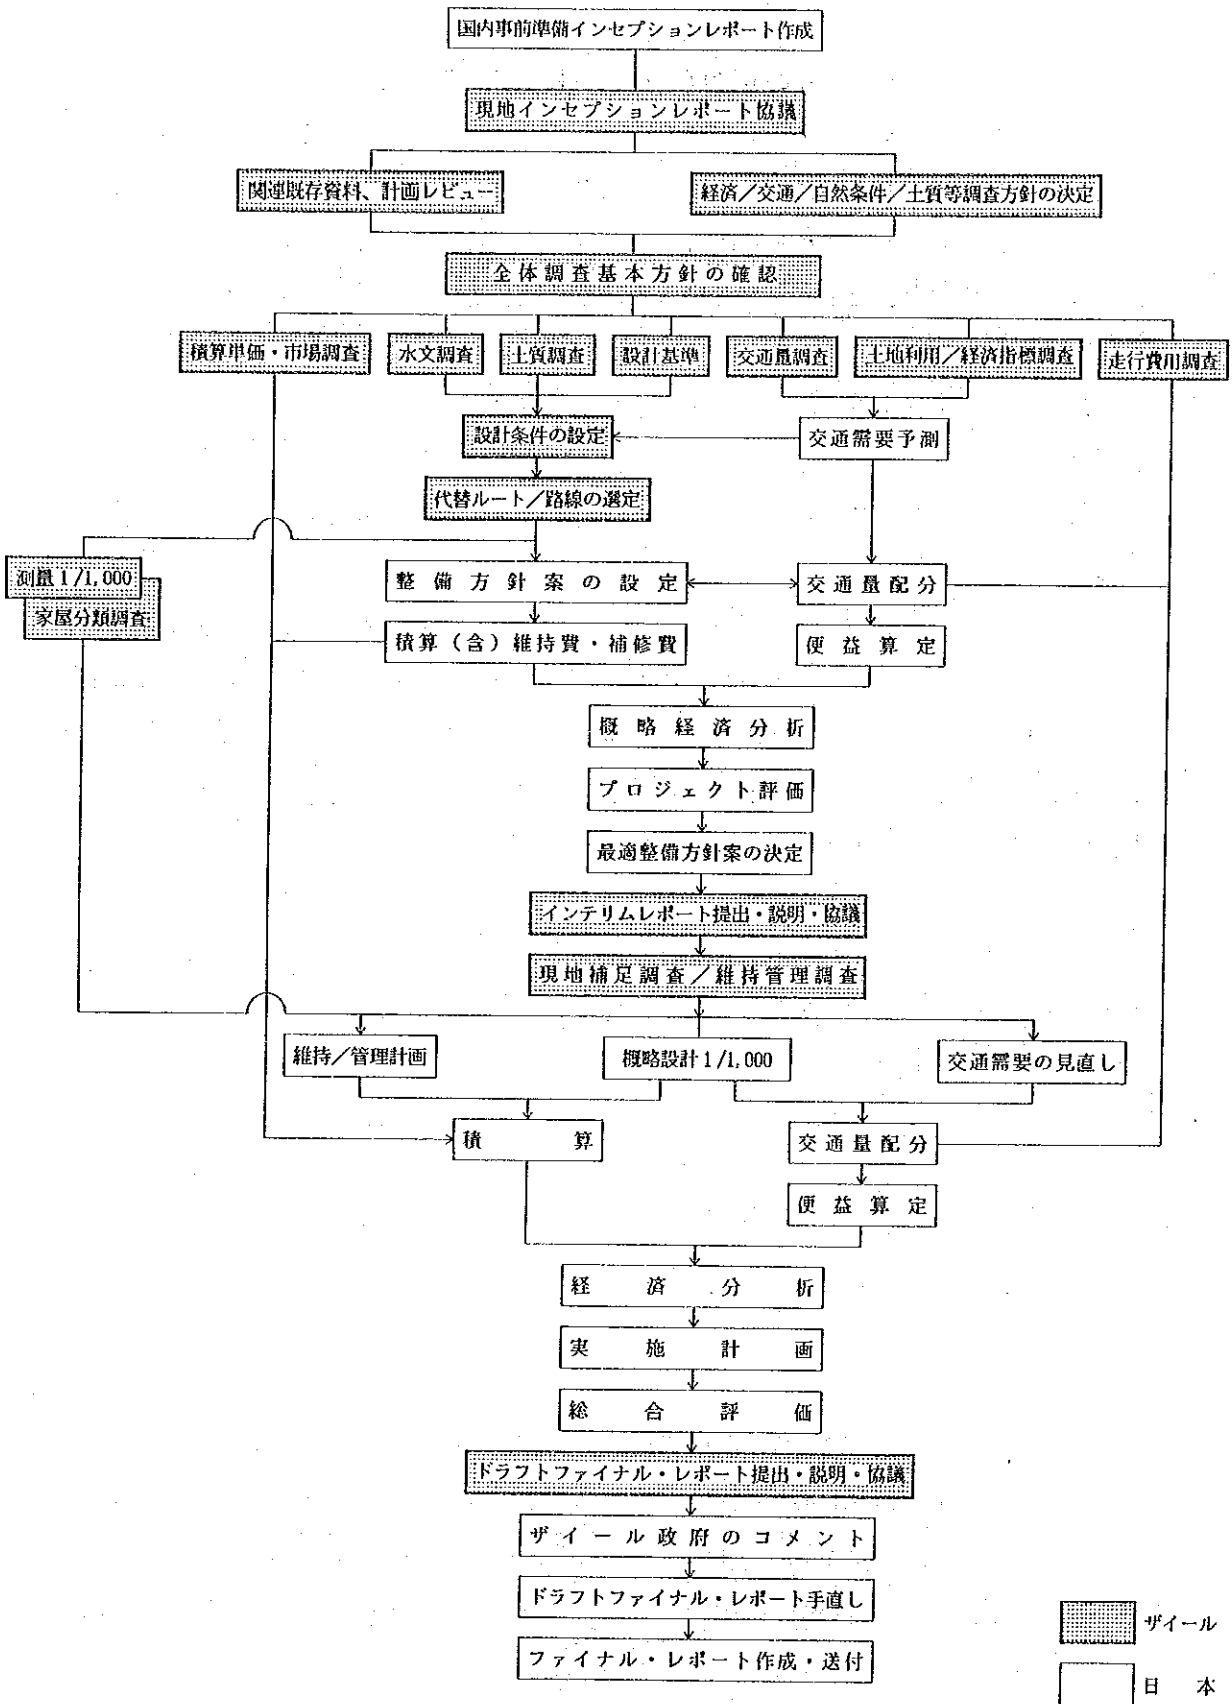 国内事前準備インセプションレポート作成
現地インセプションレポート協議
関連既存資料、計画レビュー
経済／交通／自然条件／土質等調査方針の決定
全体調査基本方針の確認
積算単価・市場調査
水文調査
土質調査
設計基準
交通量調査
土地利用／経済指標調査
走行費用調査
設計条件の設定
交通需要予測
代替ルート／路線の選定
測量1/1,000
家屋分類調査
整備方針案の設定
交通量配分
積算（含）維持費・補修費
便益算定
概略経済分析
プロジェクト評価
最適整備方針案の決定
インテリムレポート提出・説明・協議
現地補足調査／維持管理調査
維持／管理計画
概略設計1/1,000
交通需要の見直し
積算
交通量配分
便益算定
経済分析
実施計画
総合評価
ドラフトファイナル・レポート提出・説明・協議
ザイール政府のコメント
ドラフトファイナル・レポート手直し
ファイナル・レポート作成・送付
ザイール
日本